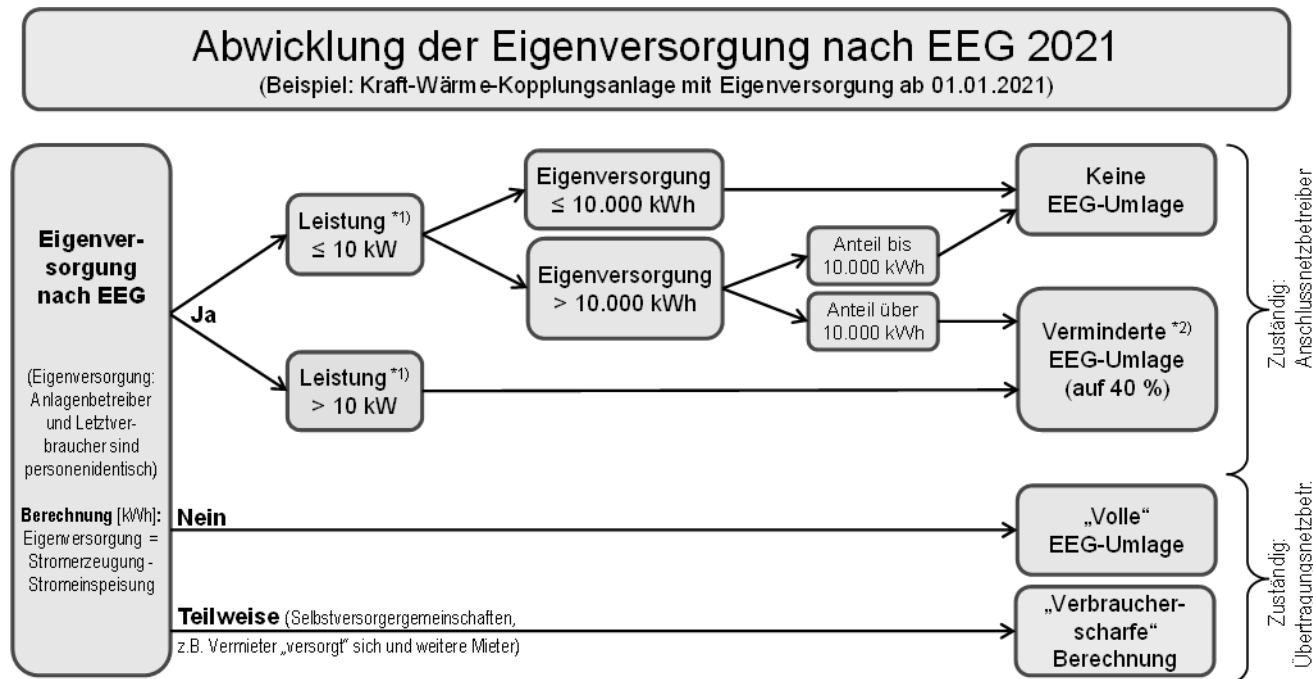 Abwicklung der Eigenversorgung nach EEG 2021
(Beispiel: Kraft-Wärme-Kopplungsanlage mit Eigenversorgung ab 01.01.2021)
Eigenver-
sorgung
nach EEG
(Eigenversorgung:
Anlagenbetreiber
und Letztver-
braucher sind
personenidentisch)
Berechnung [kWh]:
Eigenversorgung =
Stromerzeugung -
Stromeinspeisung
Ja
Leistung *1)
≤ 10 kW
Eigenversorgung
≤ 10.000 kWh
Eigenversorgung
> 10.000 kWh
Anteil bis
10.000 kWh
Anteil über
10.000 kWh
Keine
EEG-Umlage
Leistung *1)
> 10 kW
Verminderte *2)
EEG-Umlage
(auf 40 %)
Zuständig:
Anschlussnetzbetreiber
Nein
„Volle“
EEG-Umlage
Teilweise (Selbstversorgergemeinschaften,
z.B. Vermieter „versorgt“ sich und weitere Mieter)
„Verbraucher-
scharfe“
Berechnung
Zuständig:
Übertragungsnetzbetr.